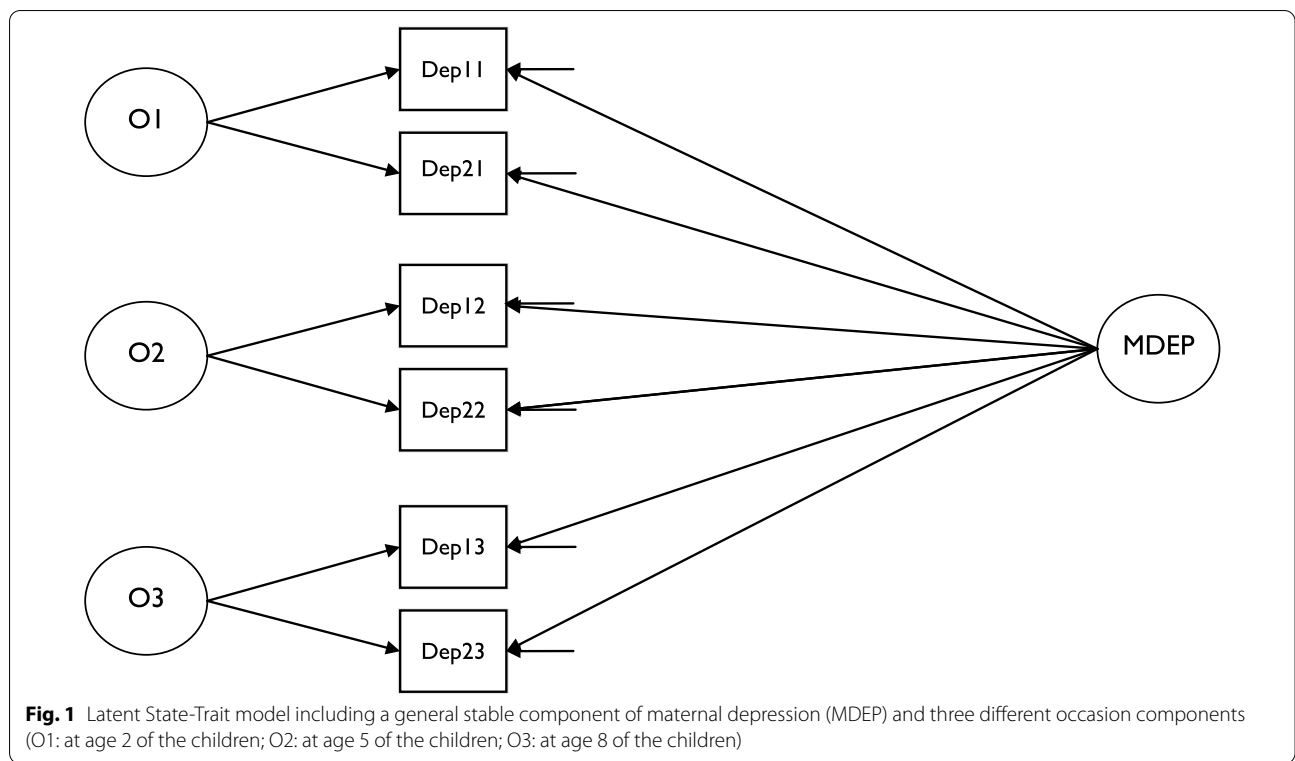 Dep11
O1
Dep21
Dep12
O2
MDEP
Dep22
Dep13
O3
Dep23
Fig. 1 Latent State-Trait model including a general stable component of maternal depression (MDEP) and three different occasion components
(O1: at age 2 of the children; O2: at age 5 of the children; O3: at age 8 of the children)